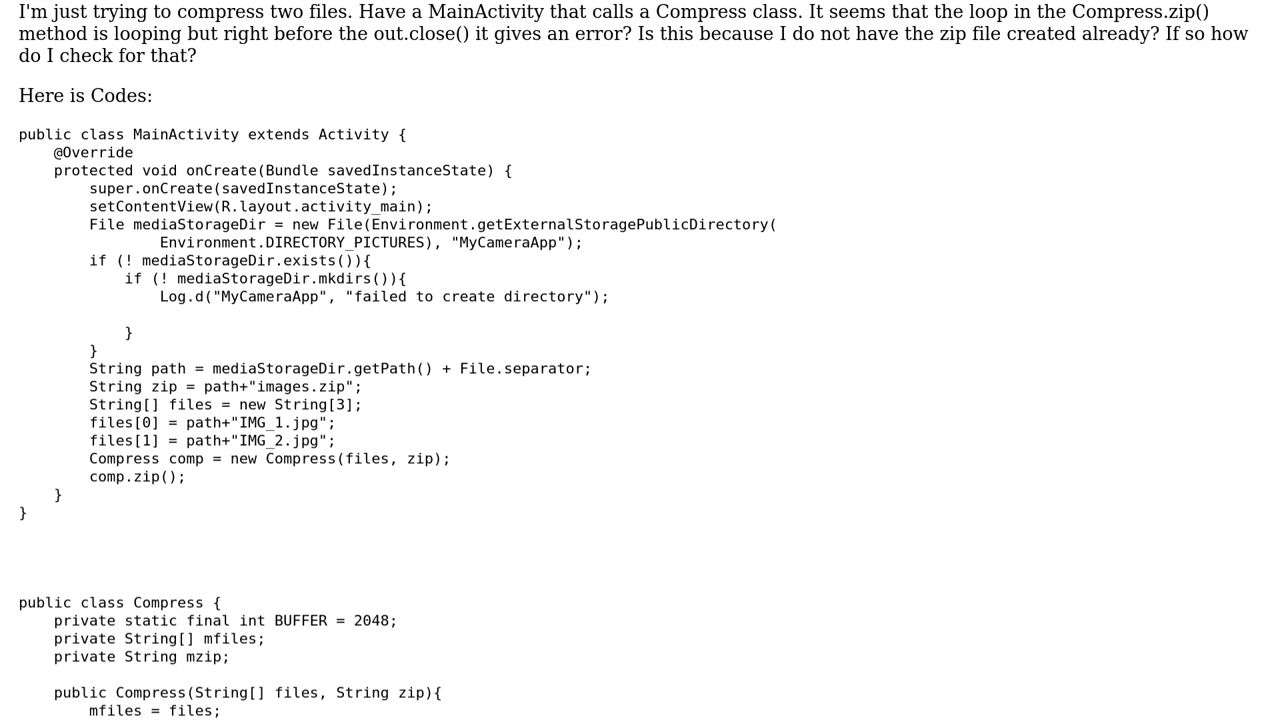 I'm just trying to compress two files. Have a MainActivity that calls a Compress class. It seems that the loop in the Compress.zip()
method is looping but right before the out.close() it gives an error? Is this because I do not have the zip file created already? If so how
do I check for that?
Here is Codes:
public class MainActivity extends Activity {
    @Override
    protected void onCreate(Bundle savedInstanceState) {
        super.onCreate(savedInstanceState);
        setContentView(R.layout.activity_main);
        File mediaStorageDir = new File(Environment.getExternalStoragePublicDirectory(
                Environment.DIRECTORY_PICTURES), "MyCameraApp");
        if (! mediaStorageDir.exists()){
            if (! mediaStorageDir.mkdirs()){
                Log.d("MyCameraApp", "failed to create directory");
            }
        }
        String path = mediaStorageDir.getPath() + File.separator;
        String zip = path+"images.zip";
        String[] files = new String[3];
        files[0] = path+"IMG_1.jpg";
        files[1] = path+"IMG_2.jpg";
        Compress comp = new Compress(files, zip);
        comp.zip();
    }
}
public class Compress {
    private static final int BUFFER = 2048;
    private String[] mfiles;
    private String mzip;
    public Compress(String[] files, String zip){
        mfiles = files;